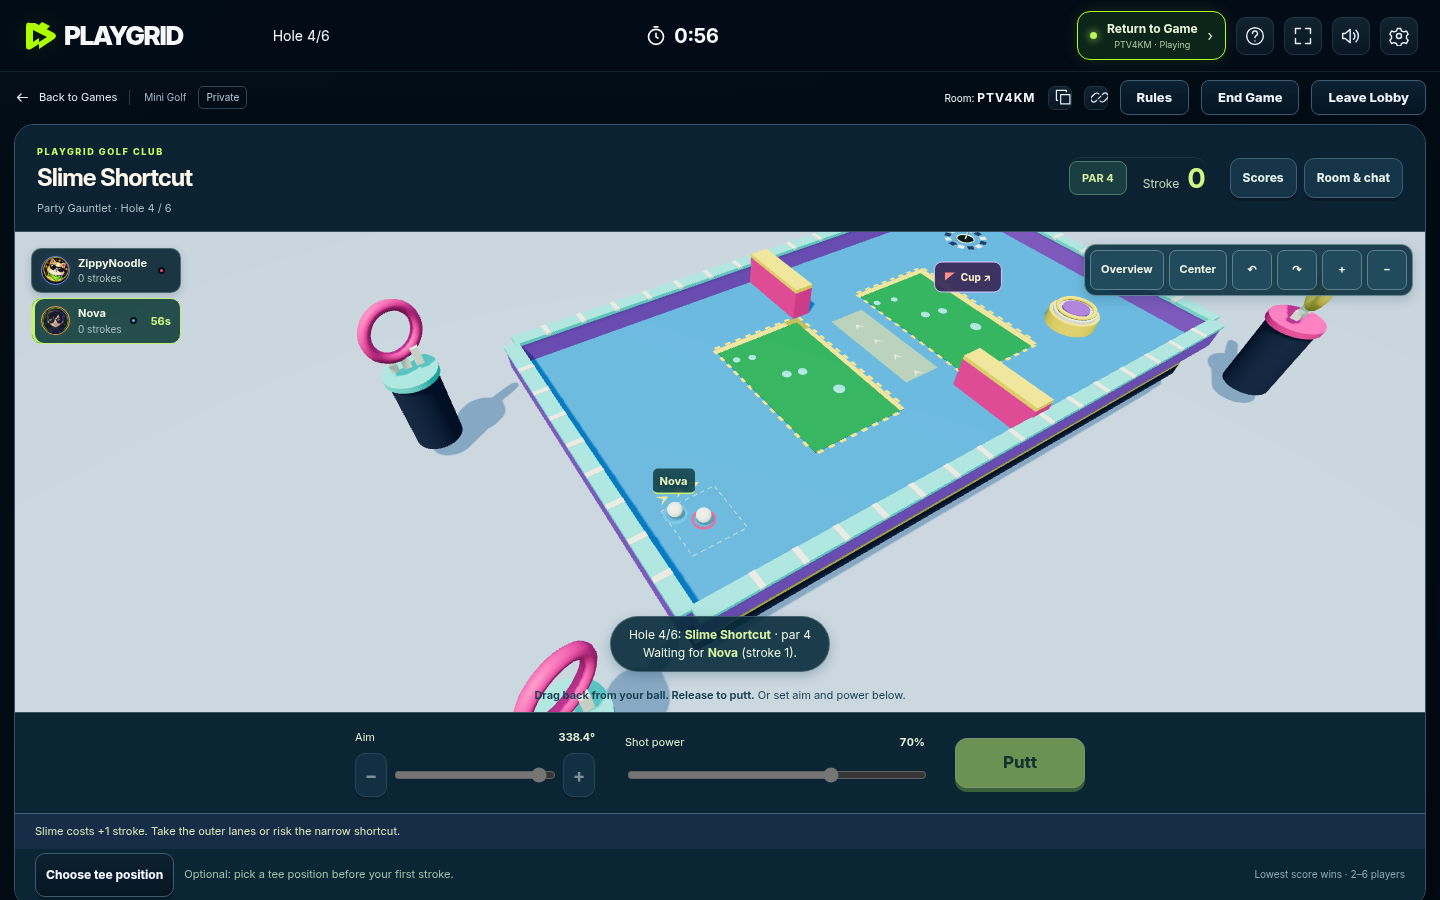 PLAYGRID
Hole 4/6
0:56
Return to Game
PTV4KM · Playing
Back to Games
Mini Golf
Private
Room: PTV4KM
Rules
End Game
Leave Lobby
PLAYGRID GOLF CLUB
Slime Shortcut
Party Gauntlet · Hole 4 / 6
PAR 4
Stroke 0
Scores
Room & chat
ZippyNoodle
0 strokes
Nova
0 strokes
56s
Overview
Center
↶
↷
+
−
Cup ↗
Nova
Hole 4/6: Slime Shortcut · par 4
Waiting for Nova (stroke 1).
Drag back from your ball. Release to putt. Or set aim and power below.
Aim
338.4°
−
+
Shot power
70%
Putt
Slime costs +1 stroke. Take the outer lanes or risk the narrow shortcut.
Choose tee position
Optional: pick a tee position before your first stroke.
Lowest score wins · 2–6 players